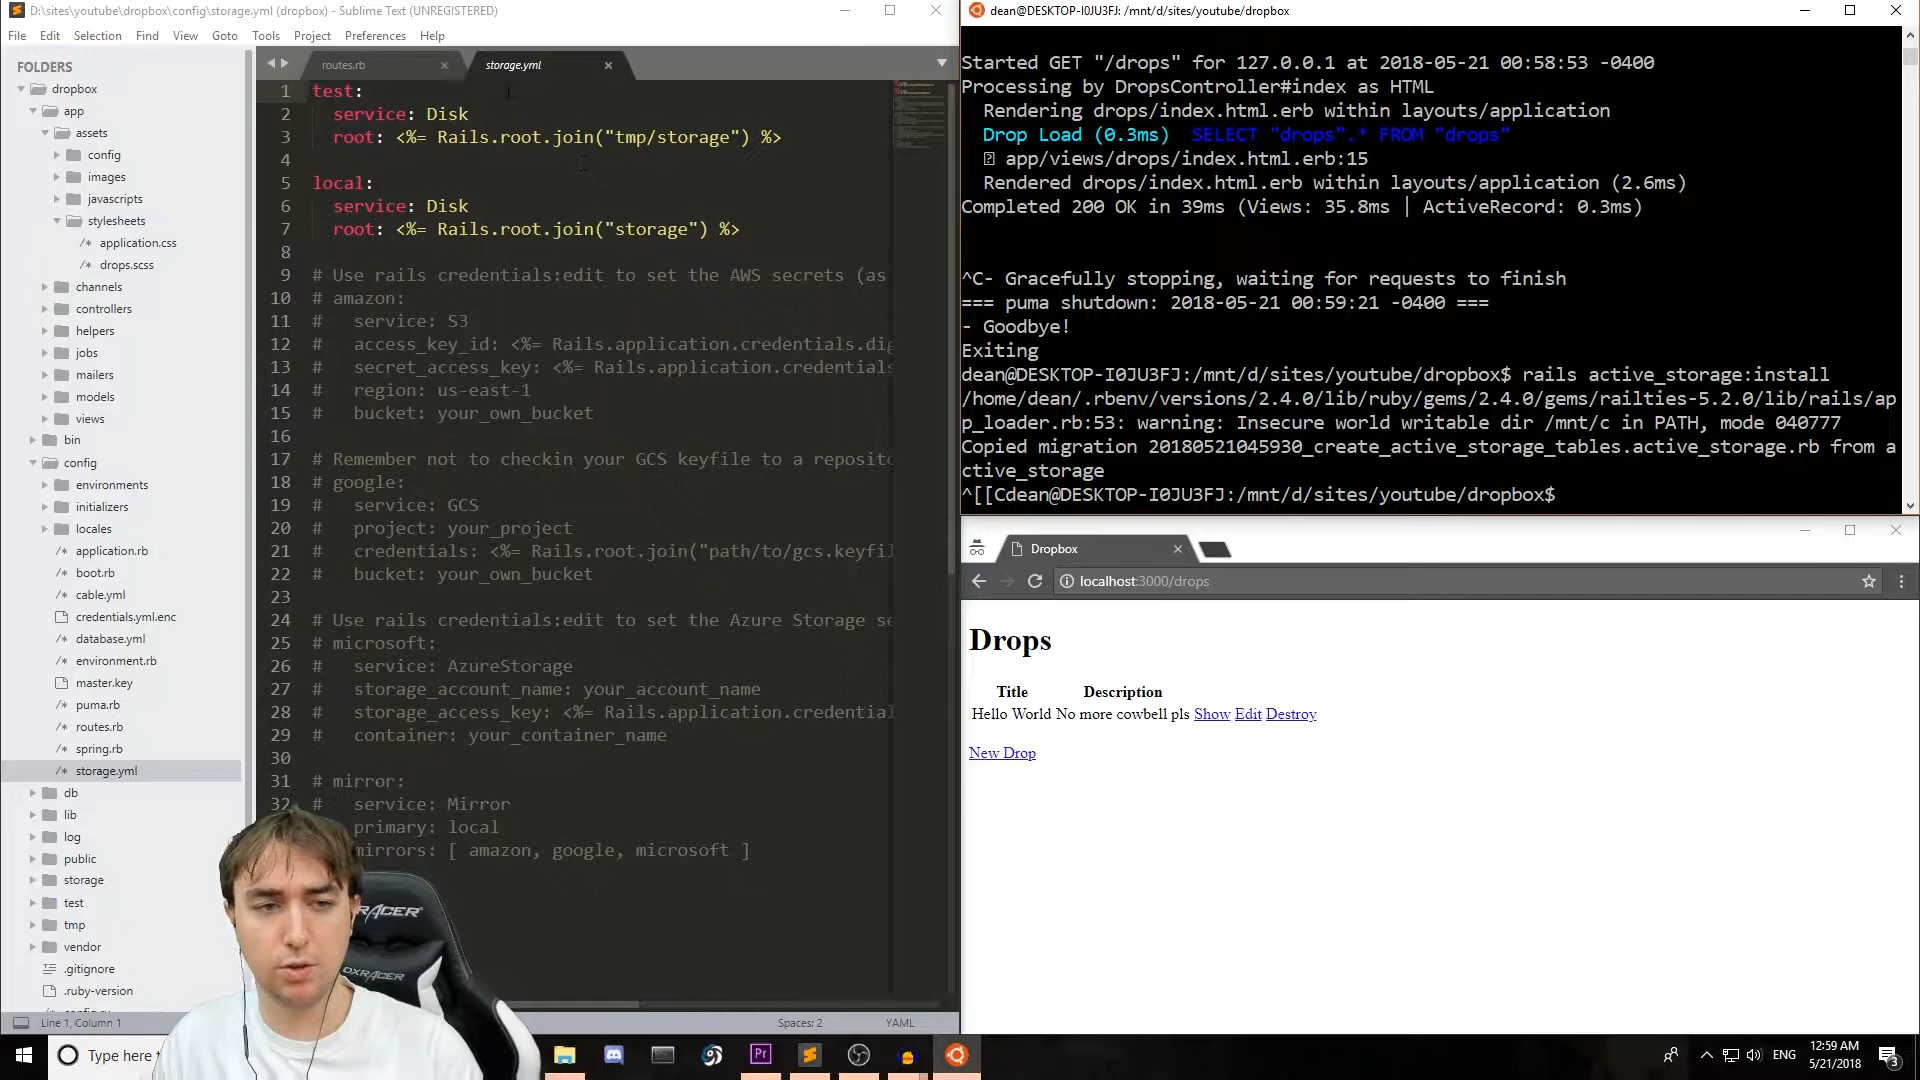 D:\sites\youtube\dropbox\config\storage.yml (dropbox) - Sublime Text (UNREGISTERED)
File Edit Selection Find View Goto Tools Project Preferences Help
FOLDERS
dropbox
app
assets
config
images
javascripts
stylesheets
/* application.css
/* drops.scss
channels
controllers
helpers
jobs
mailers
models
views
bin
config
environments
initializers
locales
/* application.rb
/* boot.rb
/* cable.yml
credentials.yml.enc
/* database.yml
/* environment.rb
master.key
/* puma.rb
/* routes.rb
/* spring.rb
/* storage.yml
db
lib
log
public
storage
test
tmp
vendor
.gitignore
.ruby-version
routes.rb
storage.yml
1 test:
2 service: Disk
3 root: <%= Rails.root.join("tmp/storage") %>
4
5 local:
6 service: Disk
7 root: <%= Rails.root.join("storage") %>
8
9 # Use rails credentials:edit to set the AWS secrets (as
10 # amazon:
11 # service: S3
12 # access_key_id: <%= Rails.application.credentials.dig
13 # secret_access_key: <%= Rails.application.credentials
14 # region: us-east-1
15 # bucket: your_own_bucket
16
17 # Remember not to checkin your GCS keyfile to a reposito
18 # google:
19 # service: GCS
20 # project: your_project
21 # credentials: <%= Rails.root.join("path/to/gcs.keyfil
22 # bucket: your_own_bucket
23
24 # Use rails credentials:edit to set the Azure Storage se
25 # microsoft:
26 # service: AzureStorage
27 # storage_account_name: your_account_name
28 # storage_access_key: <%= Rails.application.credential
29 # container: your_container_name
30
31 # mirror:
32 # service: Mirror
primary: local
mirrors: [ amazon, google, microsoft ]
Line 1, Column 1
Spaces: 2
YAML
dean@DESKTOP-I0JU3FJ: /mnt/d/sites/youtube/dropbox
Started GET "/drops" for 127.0.0.1 at 2018-05-21 00:58:53 -0400
Processing by DropsController#index as HTML
Rendering drops/index.html.erb within layouts/application
Drop Load (0.3ms) SELECT "drops".* FROM "drops"
app/views/drops/index.html.erb:15
Rendered drops/index.html.erb within layouts/application (2.6ms)
Completed 200 OK in 39ms (Views: 35.8ms | ActiveRecord: 0.3ms)
^C- Gracefully stopping, waiting for requests to finish
=== puma shutdown: 2018-05-21 00:59:21 -0400 ===
- Goodbye!
Exiting
dean@DESKTOP-I0JU3FJ:/mnt/d/sites/youtube/dropbox$ rails active_storage:install
/home/dean/.rbenv/versions/2.4.0/lib/ruby/gems/2.4.0/gems/railties-5.2.0/lib/rails/ap
p_loader.rb:53: warning: Insecure world writable dir /mnt/c in PATH, mode 040777
Copied migration 20180521045930_create_active_storage_tables.active_storage.rb from a
ctive_storage
^[[Cdean@DESKTOP-I0JU3FJ:/mnt/d/sites/youtube/dropbox$
Dropbox
localhost:3000/drops
Drops
Title Description
Hello World No more cowbell pls Show Edit Destroy
New Drop
DXRACER
Type here
Pr
ENG
12:59 AM
5/21/2018
3